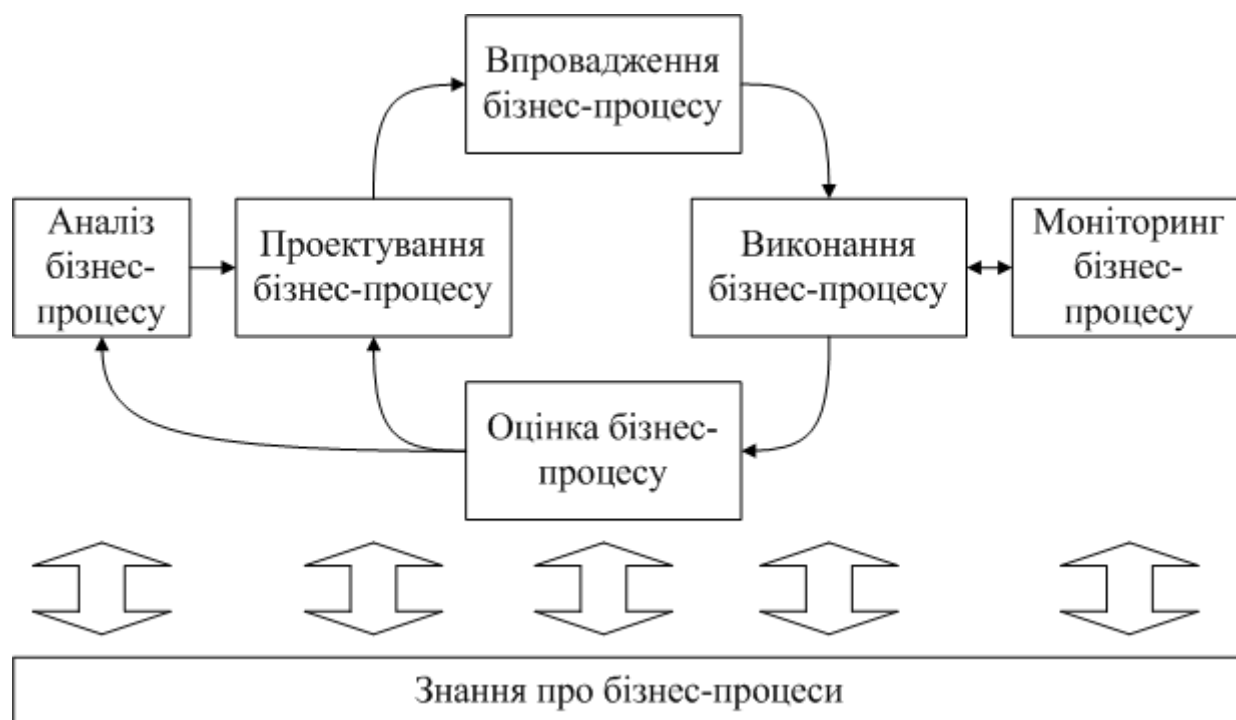 Впровадження
бізнес-процесу
Аналіз
бізнес-
процесу
Проектування
бізнес-процесу
Виконання
бізнес-процесу
Моніторинг
бізнес-
процесу
Оцінка бізнес-
процесу
Знання про бізнес-процеси